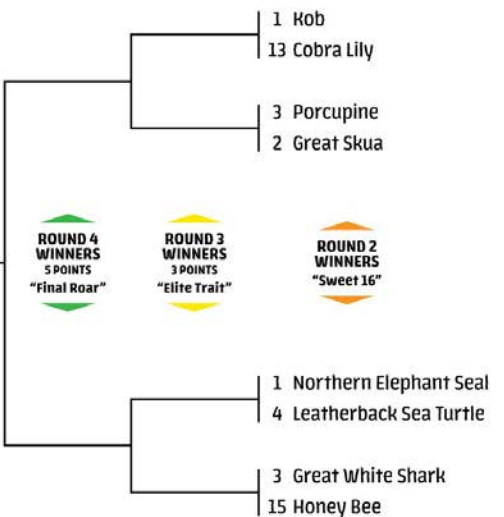 1 Kob
13 Cobra Lily
3 Porcupine
2 Great Skua
ROUND 4
WINNERS
5 POINTS
“Final Roar”
ROUND 3
WINNERS
3 POINTS
“Elite Trait”
ROUND 2
WINNERS
“Sweet 16”
1 Northern Elephant Seal
4 Leatherback Sea Turtle
3 Great White Shark
15 Honey Bee